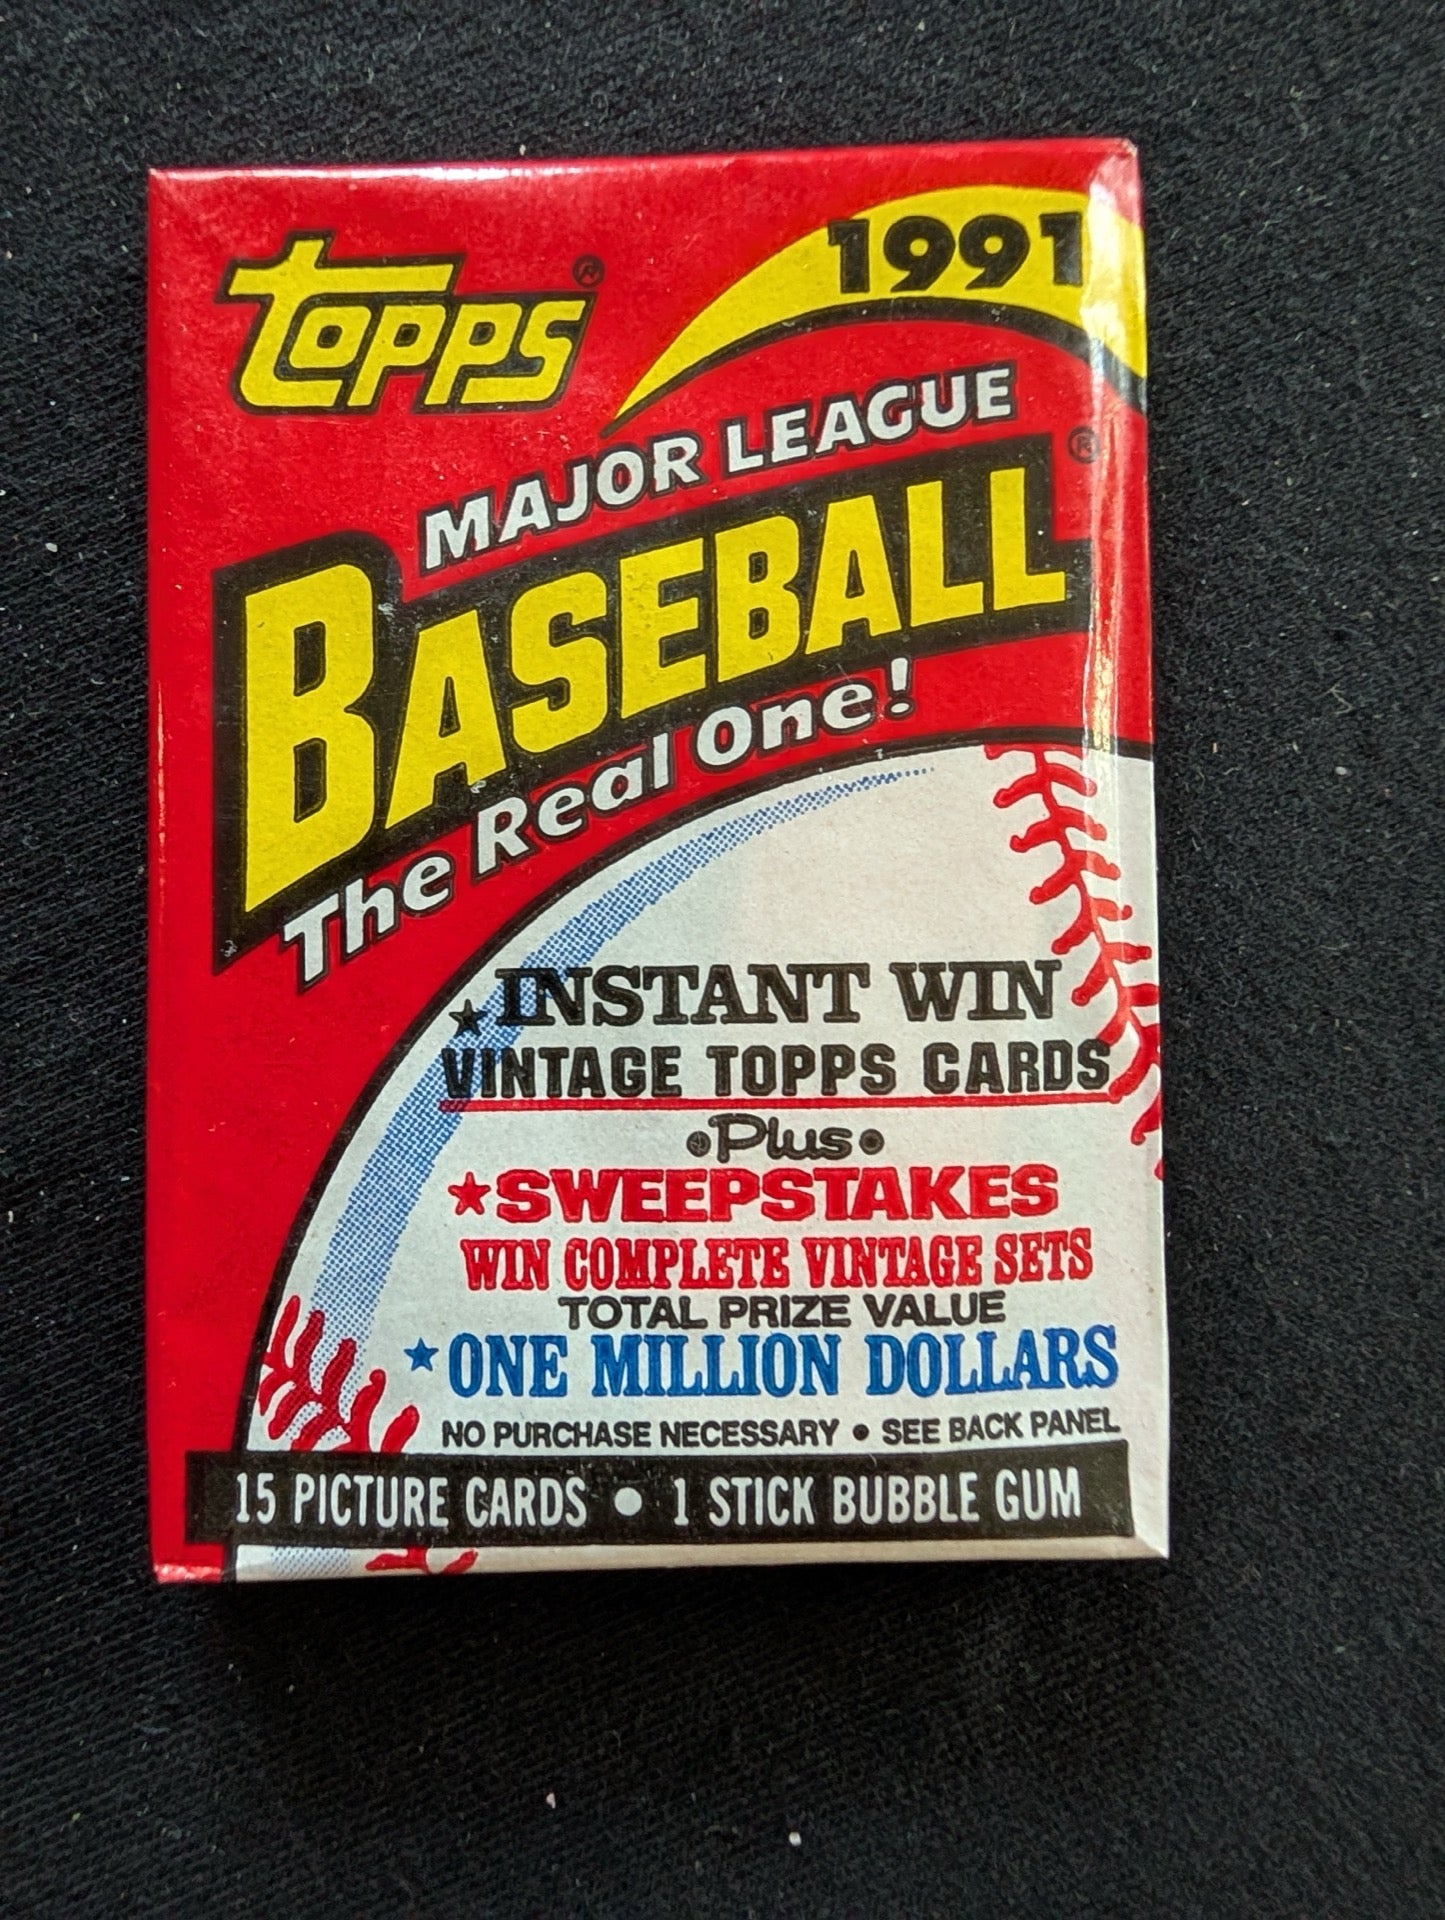 Topps®
1991
MAJOR LEAGUE
BASEBALL®
The Real One!
★INSTANT WIN
VINTAGE TOPPS CARDS
•Plus•
★SWEEPSTAKES
WIN COMPLETE VINTAGE SETS
TOTAL PRIZE VALUE
★ONE MILLION DOLLARS
NO PURCHASE NECESSARY • SEE BACK PANEL
15 PICTURE CARDS • 1 STICK BUBBLE GUM